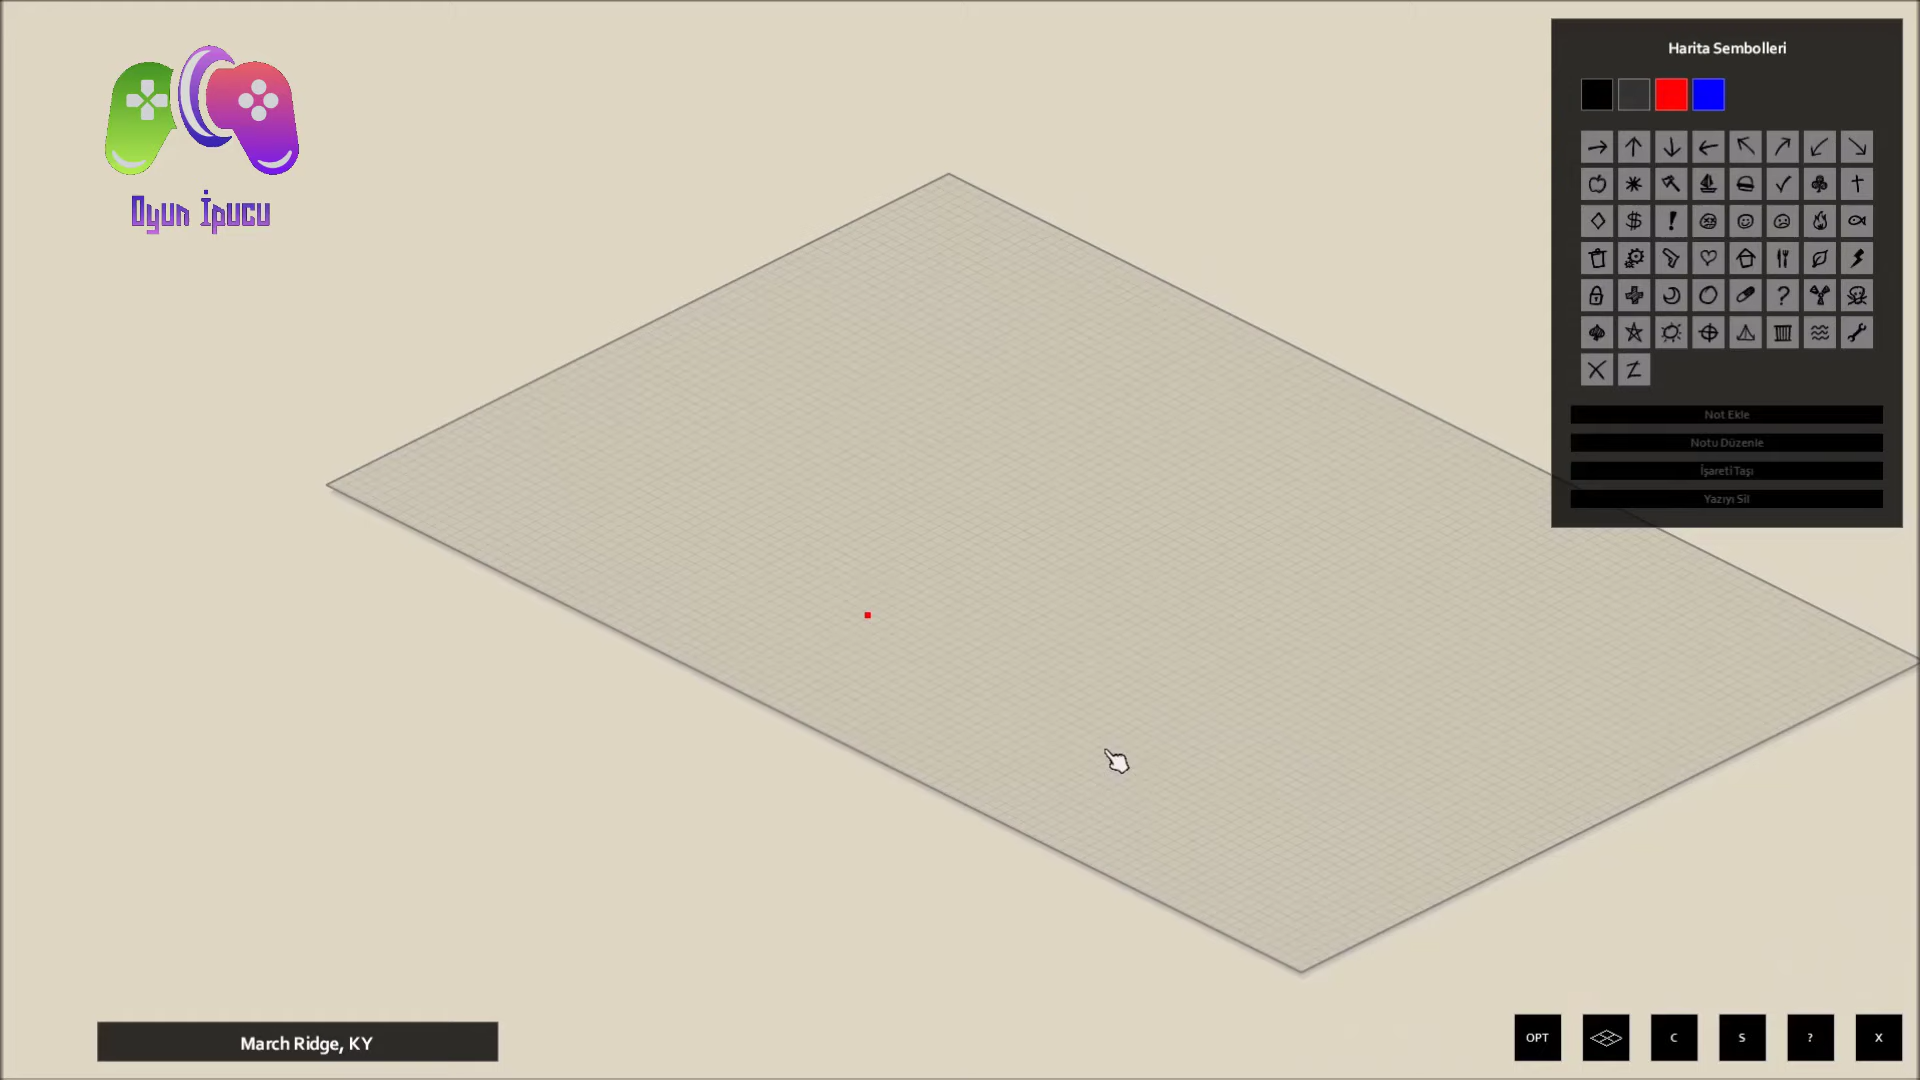 Oyun İpucu
Harita Sembolleri
Not Ekle
Notu Düzenle
İşareti Taşı
Yazıyı Sil
March Ridge, KY
OPT
C
S
?
X